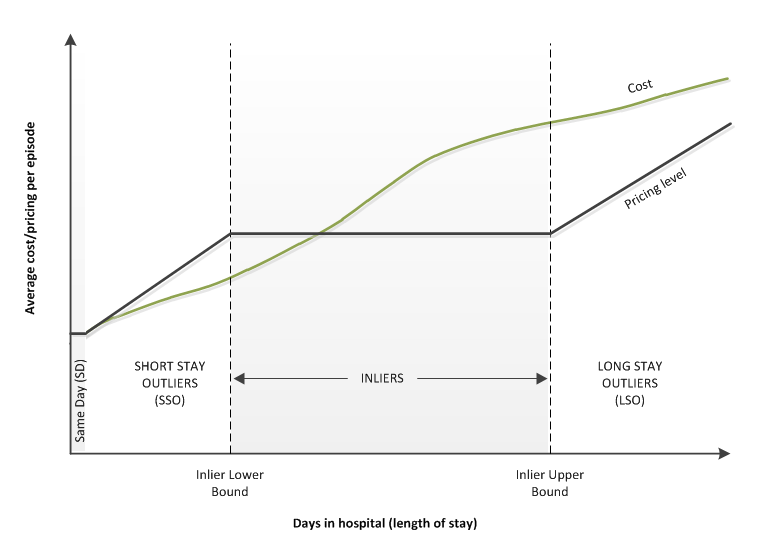 Average cost/pricing per episode
Cost
Pricing level
Same Day (SD)
SHORT STAY
OUTLIERS
(SSO)
INLIERS
LONG STAY
OUTLIERS
(LSO)
Inlier Lower
Bound
Inlier Upper
Bound
Days in hospital (length of stay)